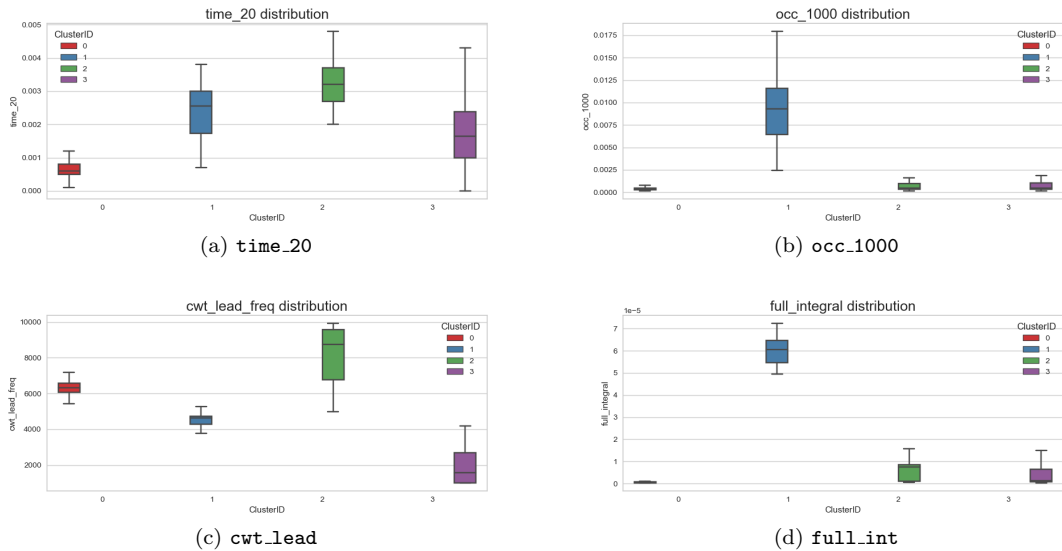 time_20 distribution
ClusterID
0
1
2
3
0.005
0.004
0.003
0.002
0.001
0.000
time_20
0 1 2 3
ClusterID
(a) time_20
occ_1000 distribution
ClusterID
0
1
2
3
0.0175
0.0150
0.0125
0.0100
0.0075
0.0050
0.0025
0.0000
occ_1000
0 1 2 3
ClusterID
(b) occ_1000
cwt_lead_freq distribution
ClusterID
0
1
2
3
10000
8000
6000
4000
2000
cwt_lead_freq
0 1 2 3
ClusterID
(c) cwt_lead
full_integral distribution
1e−5
ClusterID
0
1
2
3
7
6
5
4
3
2
1
0
full_integral
0 1 2 3
ClusterID
(d) full_int